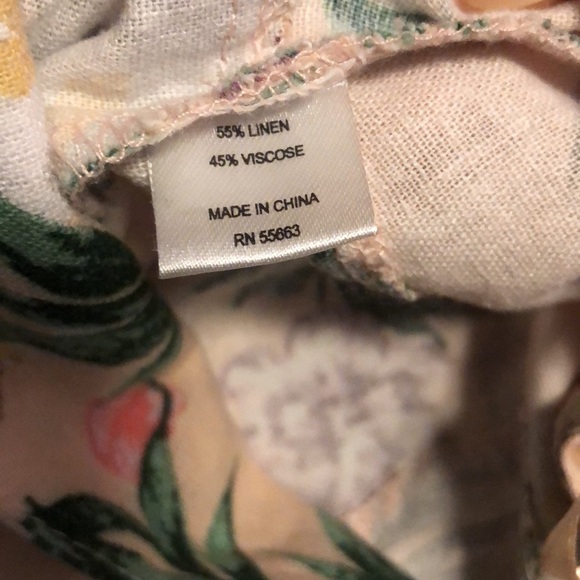 55% LINEN
45% VISCOSE
MADE IN CHINA
RN 55663